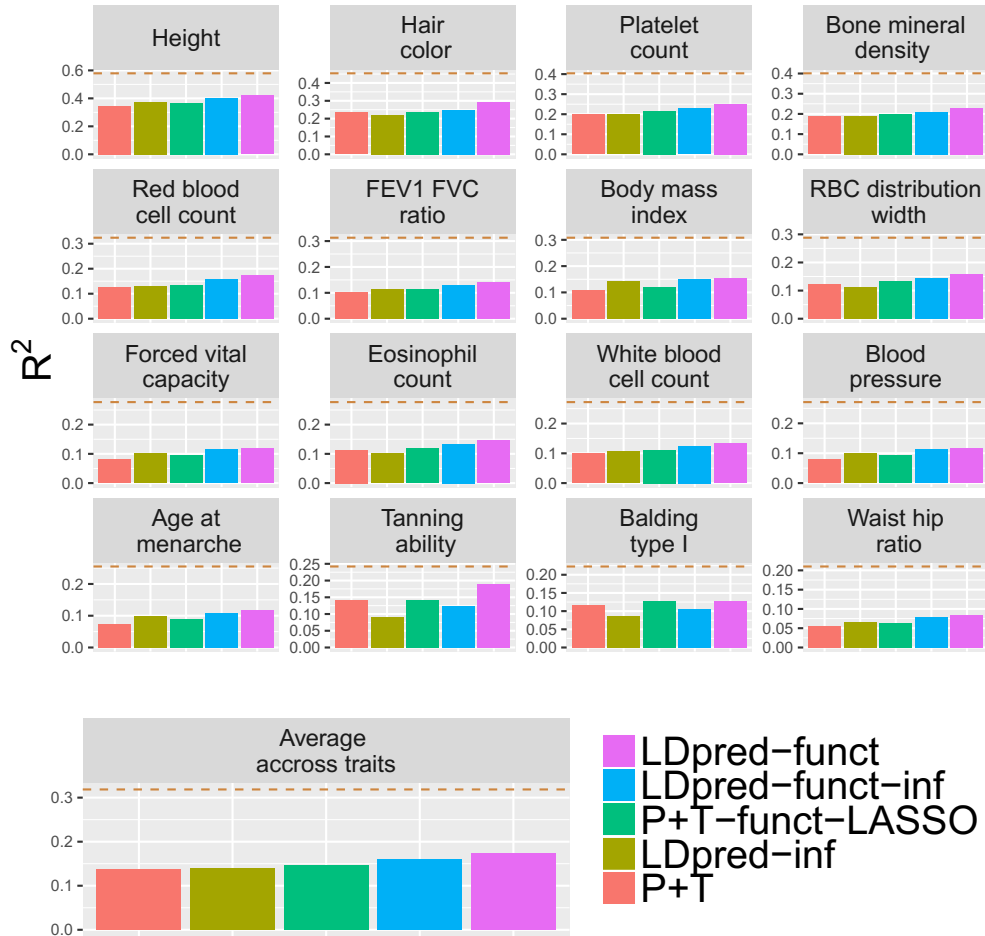 Height
Hair
color
Platelet
count
Bone mineral
density
0.6
0.4
0.2
0.0
0.4
0.3
0.2
0.1
0.0
0.4
0.3
0.2
0.1
0.0
0.4
0.3
0.2
0.1
0.0
Red blood
cell count
FEV1 FVC
ratio
Body mass
index
RBC distribution
width
0.3
0.2
0.1
0.0
0.3
0.2
0.1
0.0
0.3
0.2
0.1
0.0
0.3
0.2
0.1
0.0
R²
Forced vital
capacity
Eosinophil
count
White blood
cell count
Blood
pressure
0.2
0.1
0.0
0.2
0.1
0.0
0.2
0.1
0.0
0.2
0.1
0.0
Age at
menarche
Tanning
ability
Balding
type I
Waist hip
ratio
0.2
0.1
0.0
0.25
0.20
0.15
0.10
0.05
0.00
0.20
0.15
0.10
0.05
0.00
0.20
0.15
0.10
0.05
0.00
Average
accross traits
0.3
0.2
0.1
0.0
LDpred−funct
LDpred−funct−inf
P+T−funct−LASSO
LDpred−inf
P+T